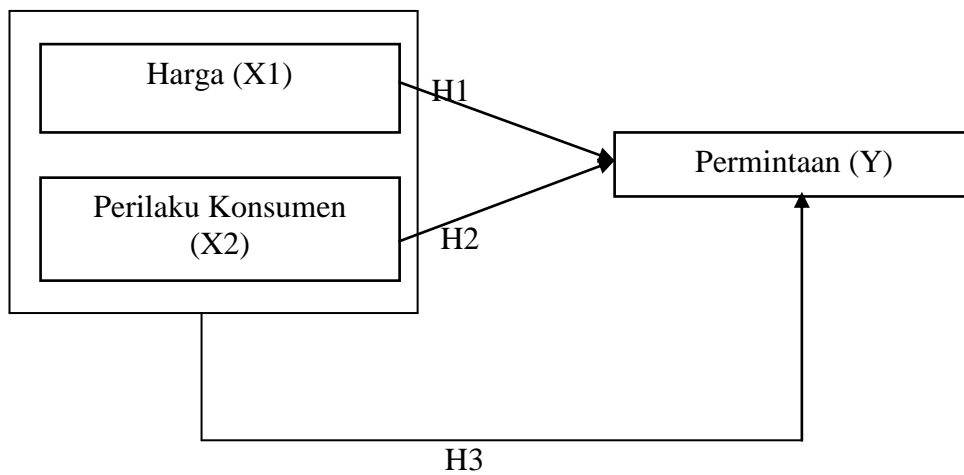 Harga (X1)
H1
Permintaan (Y)
Perilaku Konsumen
(X2)
H2
H3